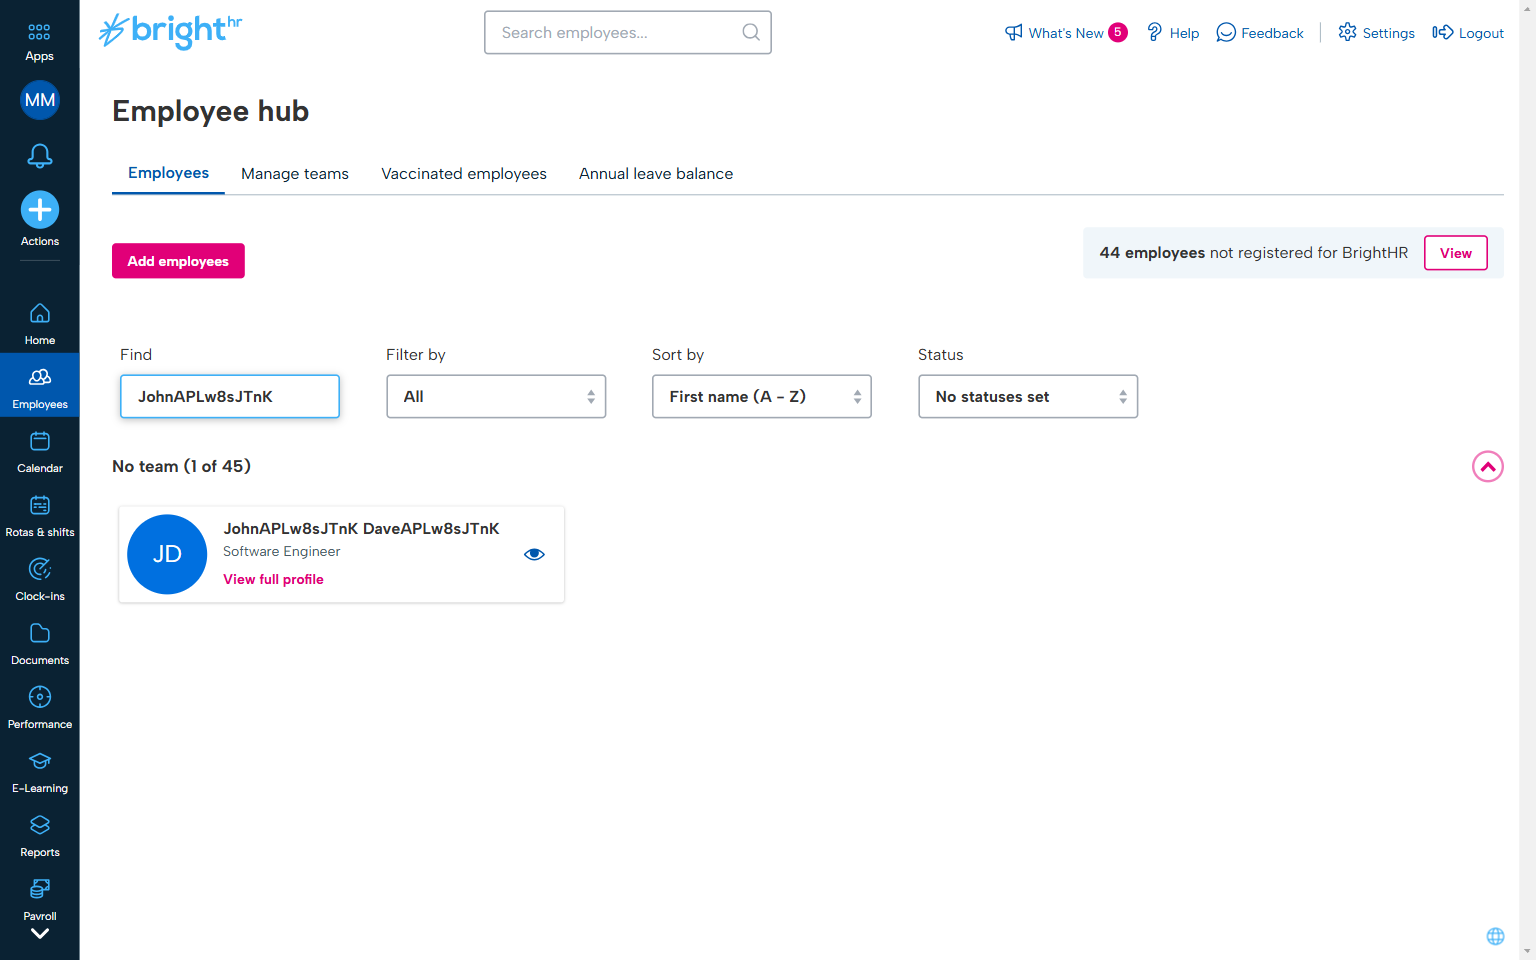 Apps
MM
Actions
Home
Employees
Calendar
Rotas & shifts
Clock-ins
Documents
Performance
E-Learning
Reports
Payroll
brighthr
Search employees...
What's New 5
Help
Feedback
Settings
Logout
Employee hub
Employees
Manage teams
Vaccinated employees
Annual leave balance
Add employees
44 employees not registered for BrightHR
View
Find
Filter by
Sort by
Status
JohnAPLw8sJTnK
All
First name (A - Z)
No statuses set
No team (1 of 45)
JD
JohnAPLw8sJTnK DaveAPLw8sJTnK
Software Engineer
View full profile